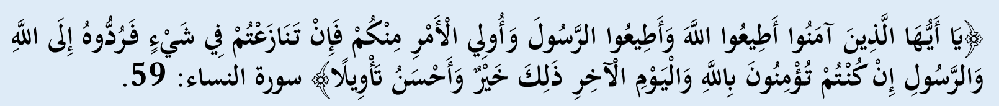 ﴿يَا أَيُّهَا الَّذِينَ آمَنُوا أَطِيعُوا اللَّهَ وَأَطِيعُوا الرَّسُولَ وَأُولِي الْأَمْرِ مِنْكُمْ فَإِنْ تَنَازَعْتُمْ فِي شَيْءٍ فَرُدُّوهُ إِلَى اللَّهِ
وَالرَّسُولِ إِنْ كُنْتُمْ تُؤْمِنُونَ بِاللَّهِ وَالْيَوْمِ الْآخِرِ ذَلِكَ خَيْرٌ وَأَحْسَنُ تَأْوِيلًا﴾ سورة النساء: 59.